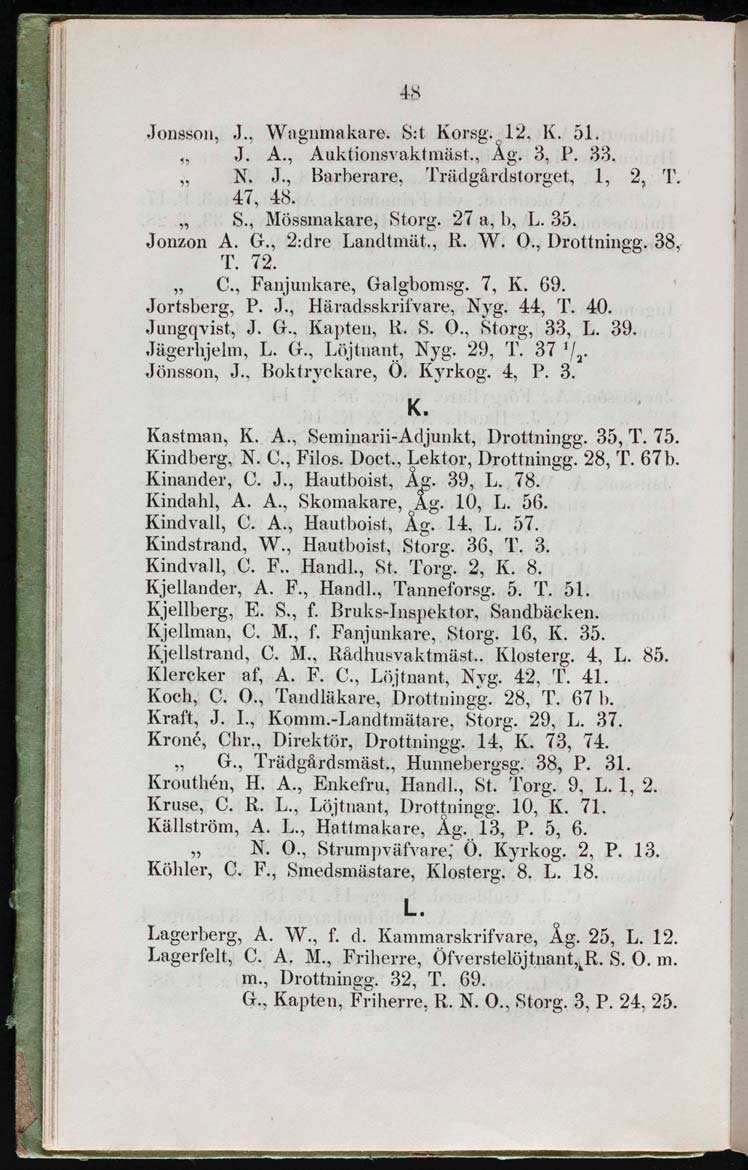 48
Jonsson, J., Wagnmakare. S:t Korsg. 12. K. 51.
„ J. A., Auktionsvaktmäst., Åg. 3, P. 33.
„ N. J., Barberare, Trädgårdstorget, 1, 2, T.
47, 48.
„ S., Mössmakare, Storg. 27 a, b, L. 35.
Jonzon A. G., 2:dre Landtmät., R. W. O., Drottningg. 38,
T. 72.
„ C., Fanjunkare, Galgbomsg. 7, K. 69.
Jortsberg, P. J., Häradsskrifvare, Nyg. 44, T. 40.
Jungqvist, J. G., Kapten, R. S. O., Storg, 33, L. 39.
Jägerhjelm, L. G., Löjtnant, Nyg. 29, T. 37 1/2.
Jönsson, J., Boktryckare, Ö. Kyrkog. 4, P. 3.
K.
Kastman, K. A., Seminarii-Adjunkt, Drottningg. 35, T. 75.
Kindberg, N. C., Filos. Doct., Lektor, Drottningg. 28, T. 67 b.
Kinander, C. J., Hautboist, Åg. 39, L. 78.
Kindahl, A. A., Skomakare, Åg. 10, L. 56.
Kindvall, C. A., Hautboist, Åg. 14, L. 57.
Kindstrand, W., Hautboist, Storg. 36, T. 3.
Kindvall, C. F.. Handl., St. Torg. 2, K. 8.
Kjellander, A. F., Handl., Tanneforsg. 5. T. 51.
Kjellberg, E. S., f. Bruks-Inspektor, Sandbäcken.
Kjellman, C. M., f. Fanjunkare, Storg. 16, K. 35.
Kjellstrand, C. M., Rådhusvaktmäst.. Klosterg. 4, L. 85.
Klercker af, A. F. C., Löjtnant, Nyg. 42, T. 41.
Koch, C. O., Tandläkare, Drottningg. 28, T. 67 b.
Kraft, J. I., Komm.-Landtmätare, Storg. 29, L. 37.
Kroné, Chr., Direktör, Drottningg. 14, K. 73, 74.
„ G., Trädgårdsmäst., Hunnebergsg. 38, P. 31.
Krouthén, H. A., Enkefru, Handl., St. Torg. 9, L. 1, 2.
Kruse, C. R. L., Löjtnant, Drottningg. 10, K. 71.
Källström, A. L., Hattmakare, Åg. 13, P. 5, 6.
„ N. O., Strumpväfvare, Ö. Kyrkog. 2, P. 13.
Köhler, C. F., Smedsmästare, Klosterg. 8, L. 18.
L.
Lagerberg, A. W., f. d. Kammarskrifvare, Åg. 25, L. 12.
Lagerfelt, C. A. M., Friherre, Öfverstelöjtnant, R. S. O. m.
m., Drottningg. 32, T. 69.
G., Kapten, Friherre, R. N. O., Storg. 3, P. 24, 25.